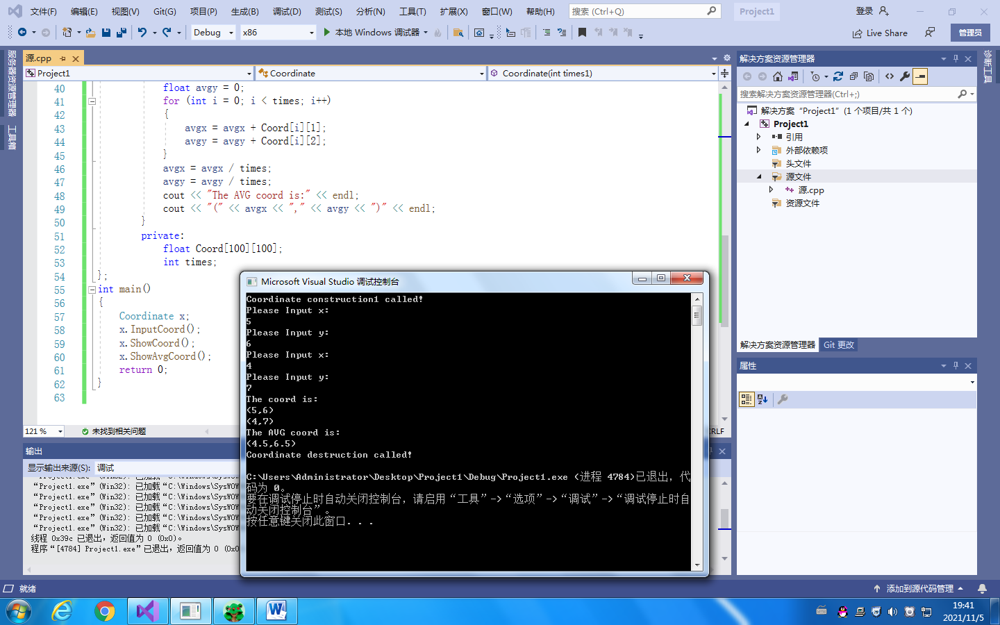 文件(F) 编辑(E) 视图(V) Git(G) 项目(P) 生成(B) 调试(D) 测试(S) 分析(N) 工具(T) 扩展(X) 窗口(W) 帮助(H) 搜索 (Ctrl+Q) Project1 登录
Debug x86 本地 Windows 调试器 Live Share 管理员
服务器资源管理器
工具箱
源.cpp
Project1 Coordinate Coordinate(int times1)
40 float avgy = 0;
41 for (int i = 0; i < times; i++)
42 {
43 avgx = avgx + Coord[i][1];
44 avgy = avgy + Coord[i][2];
45 }
46 avgx = avgx / times;
47 avgy = avgy / times;
48 cout << "The AVG coord is:" << endl;
49 cout << "(" << avgx << "," << avgy << ")" << endl;
50 }
51 private:
52 float Coord[100][100];
53 int times;
54 };
55 int main()
56 {
57 Coordinate x;
58 x.InputCoord();
59 x.ShowCoord();
60 x.ShowAvgCoord();
61 return 0;
62 }
63
121 % 未找到相关问题 CRLF
输出
显示输出来源(S): 调试
“Project1.exe” (Win32): 已加载 “C:\Windows\SysWOW
“Project1.exe” (Win32): 已加载 “C:\Windows\SysWOW
“Project1.exe” (Win32): 已加载 “C:\Windows\SysWOW
“Project1.exe” (Win32): 已加载 “C:\Windows\SysWOW
“Project1.exe” (Win32): 已加载 “C:\Windows\SysWOW
“Project1.exe” (Win32): 已加载 “C:\Windows\SysWOW
线程 0x39c 已退出，返回值为 0 (0x0)。
程序“[4784] Project1.exe”已退出，返回值为 0 (0x0
Microsoft Visual Studio 调试控制台
Coordinate construction1 called!
Please Input x:
5
Please Input y:
6
Please Input x:
4
Please Input y:
7
The coord is:
(5,6)
(4,7)
The AVG coord is:
(4.5,6.5)
Coordinate destruction called!
C:\Users\Administrator\Desktop\Project1\Debug\Project1.exe (进程 4784)已退出，代
码为 0。
要在调试停止时自动关闭控制台，请启用“工具”->“选项”->“调试”->“调试停止时自
动关闭控制台”。
按任意键关闭此窗口. . .
解决方案资源管理器
搜索解决方案资源管理器(Ctrl+;)
解决方案 “Project1” (1 个项目/共 1 个)
Project1
引用
外部依赖项
头文件
源文件
源.cpp
资源文件
解决方案资源管理器 Git 更改
属性
诊断工具
就绪 添加到源代码管理
19:41
2021/11/5